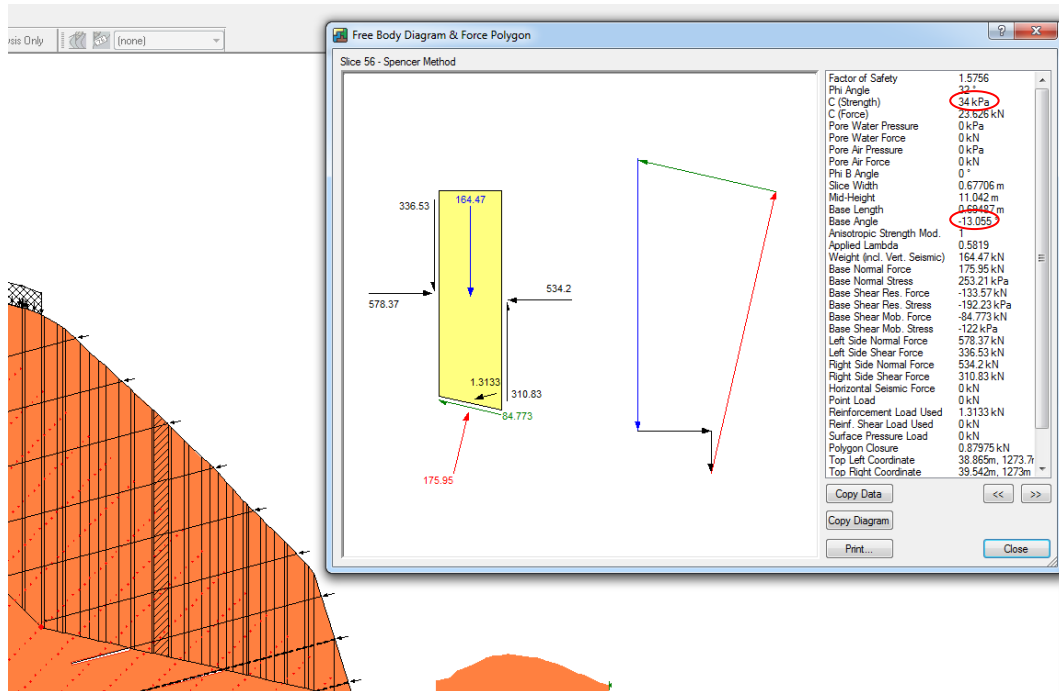 ysis Only
(none)
Free Body Diagram & Force Polygon
Slice 56 - Spencer Method
336.53
164.47
578.37
534.2
1.3133
310.83
84.773
175.95
Factor of Safety 1.5756
Phi Angle 32 °
C (Strength) 34 kPa
C (Force) 23.626 kN
Pore Water Pressure 0 kPa
Pore Water Force 0 kN
Pore Air Pressure 0 kPa
Pore Air Force 0 kN
Phi B Angle 0 °
Slice Width 0.67706 m
Mid-Height 11.042 m
Base Length 0.69487 m
Base Angle -13.055 °
Anisotropic Strength Mod. 1
Applied Lambda 0.5819
Weight (incl. Vert. Seismic) 164.47 kN
Base Normal Force 175.95 kN
Base Normal Stress 253.21 kPa
Base Shear Res. Force -133.57 kN
Base Shear Res. Stress -192.23 kPa
Base Shear Mob. Force -84.773 kN
Base Shear Mob. Stress -122 kPa
Left Side Normal Force 578.37 kN
Left Side Shear Force 336.53 kN
Right Side Normal Force 534.2 kN
Right Side Shear Force 310.83 kN
Horizontal Seismic Force 0 kN
Point Load 0 kN
Reinforcement Load Used 1.3133 kN
Reinf. Shear Load Used 0 kN
Surface Pressure Load 0 kN
Polygon Closure 0.87975 kN
Top Left Coordinate 38.865m, 1273.7
Top Right Coordinate 39.542m, 1273m
Copy Data
<<
>>
Copy Diagram
Print...
Close